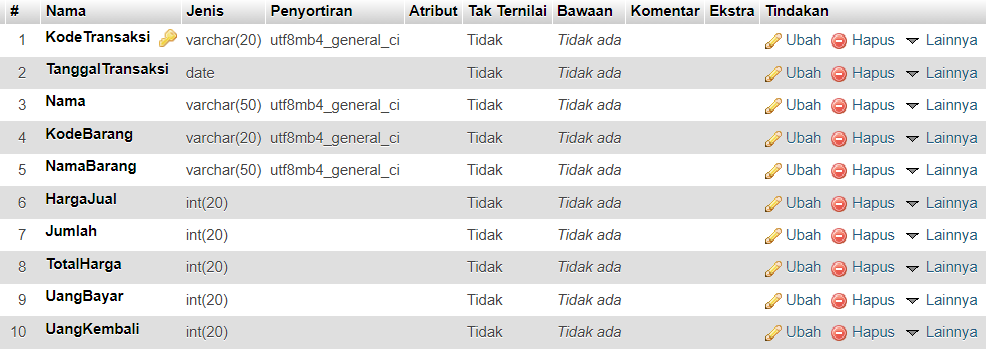 # Nama Jenis Penyortiran Atribut Tak Ternilai Bawaan Komentar Ekstra Tindakan
1 KodeTransaksi varchar(20) utf8mb4_general_ci Tidak Tidak ada Ubah Hapus Lainnya
2 TanggalTransaksi date Tidak Tidak ada Ubah Hapus Lainnya
3 Nama varchar(50) utf8mb4_general_ci Tidak Tidak ada Ubah Hapus Lainnya
4 KodeBarang varchar(20) utf8mb4_general_ci Tidak Tidak ada Ubah Hapus Lainnya
5 NamaBarang varchar(50) utf8mb4_general_ci Tidak Tidak ada Ubah Hapus Lainnya
6 HargaJual int(20) Tidak Tidak ada Ubah Hapus Lainnya
7 Jumlah int(20) Tidak Tidak ada Ubah Hapus Lainnya
8 TotalHarga int(20) Tidak Tidak ada Ubah Hapus Lainnya
9 UangBayar int(20) Tidak Tidak ada Ubah Hapus Lainnya
10 UangKembali int(20) Tidak Tidak ada Ubah Hapus Lainnya